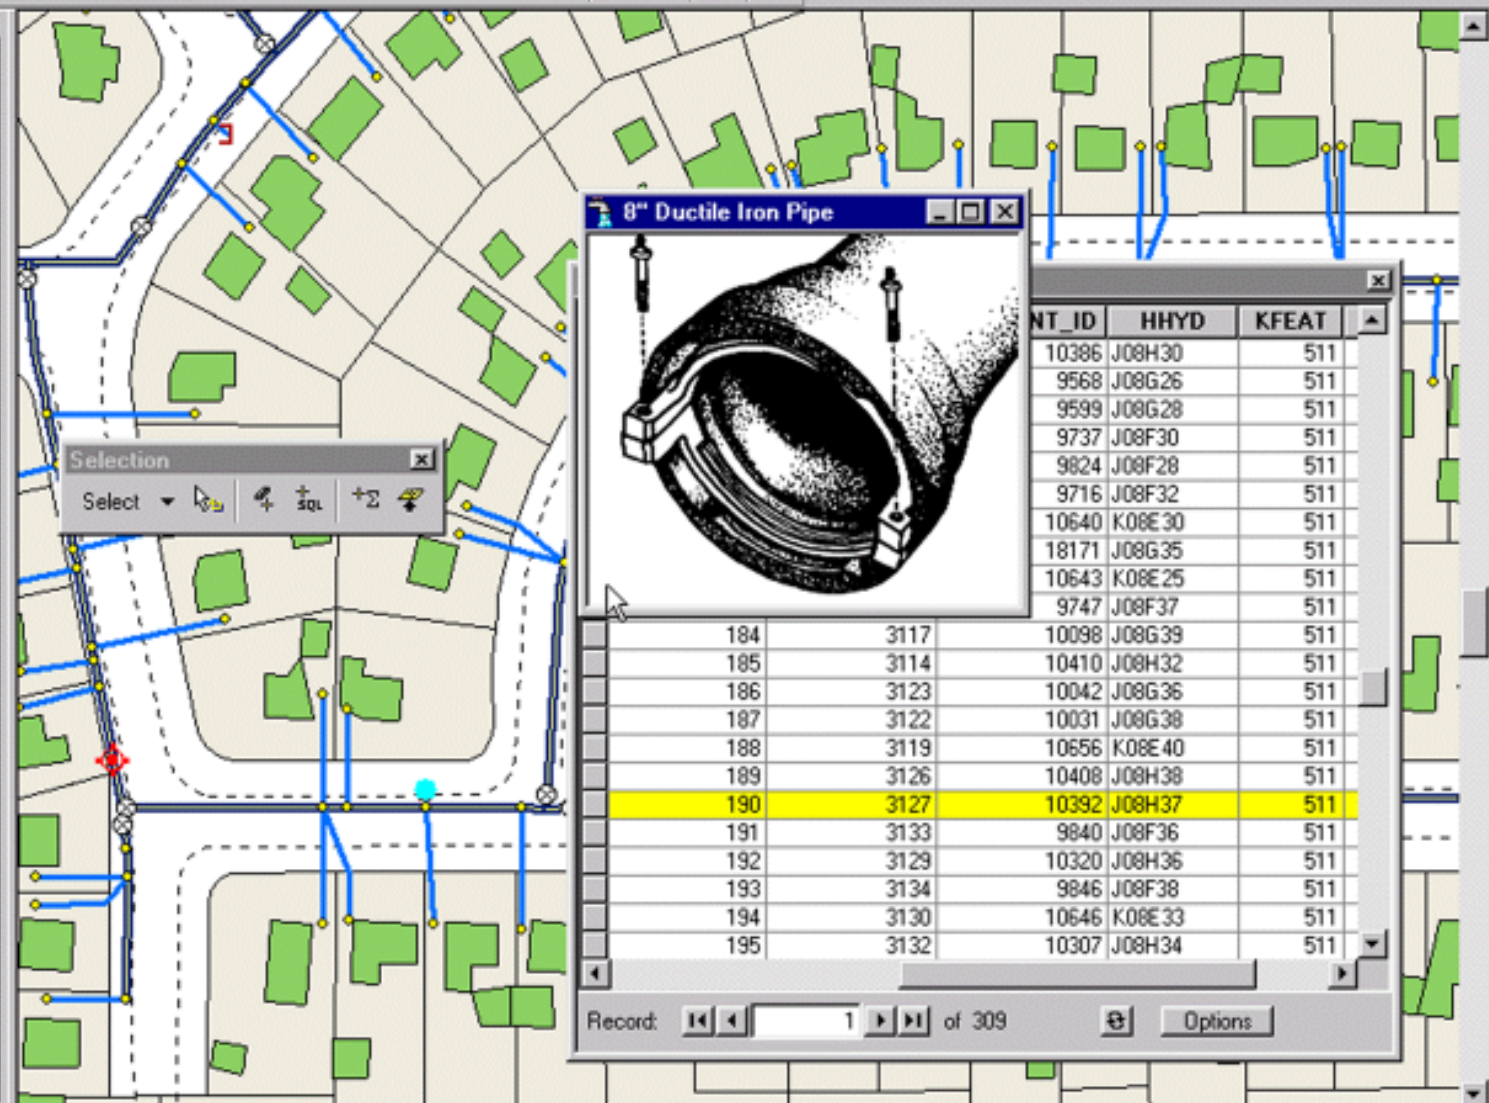 8" Ductile Iron Pipe
NT_ID HHYD KFEAT
10386 J08H30 511
9568 J08G26 511
9599 J08G28 511
9737 J08F30 511
Selection
9824 J08F28 511
Select SQL Σ
9716 J08F32 511
10640 K08E30 511
18171 J08G35 511
10643 K08E25 511
9747 J08F37 511
184 3117 10098 J08G39 511
185 3114 10410 J08H32 511
186 3123 10042 J08G36 511
187 3122 10031 J08G38 511
188 3119 10656 K08E40 511
189 3126 10408 J08H38 511
190 3127 10392 J08H37 511
191 3133 9840 J08F36 511
192 3129 10320 J08H36 511
193 3134 9846 J08F38 511
194 3130 10646 K08E33 511
195 3132 10307 J08H34 511
Record: 1 of 309 Options